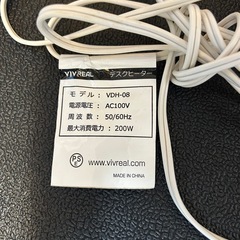 VIVREAL デスクヒーター
モデル : VDH-08
電源電圧 : AC100V
周波数 : 50/60Hz
最大消費電力 : 200W
PSE
www.vivreal.com
MADE IN CHINA